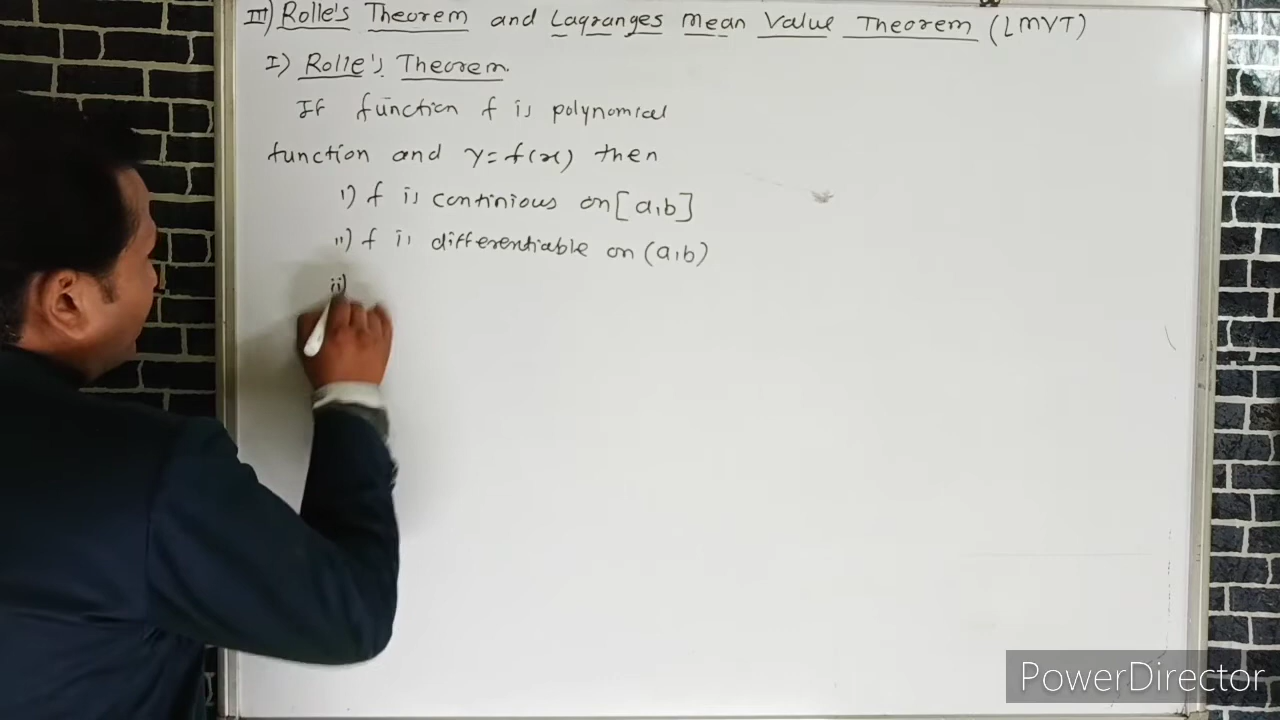 III) Rolle's Theorem and Lagranges Mean Value Theorem (LMVT)
I) Rolle's Theorem.
If function f is polynomical
function and y=f(x) then
i) f is continious on [a,b]
ii) f is differentiable on (a,b)
iii)
PowerDirector